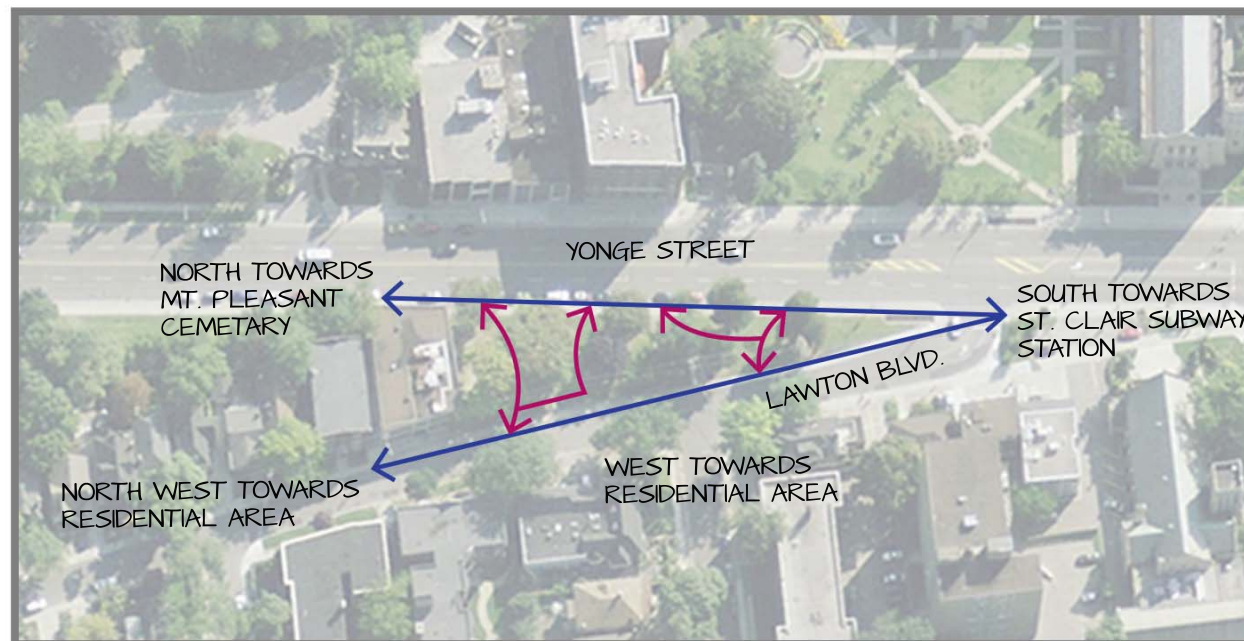 YONGE STREET
NORTH TOWARDS
MT. PLEASANT
CEMETARY
SOUTH TOWARDS
ST. CLAIR SUBWAY
STATION
LAWTON BLVD.
WEST TOWARDS
RESIDENTIAL AREA
NORTH WEST TOWARDS
RESIDENTIAL AREA